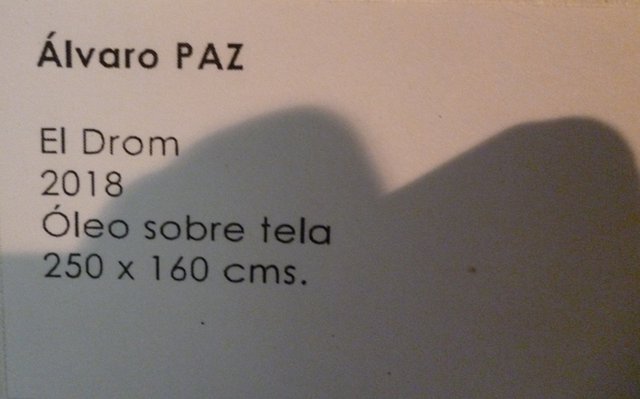 Álvaro PAZ
El Drom
2018
Óleo sobre tela
250 x 160 cms.